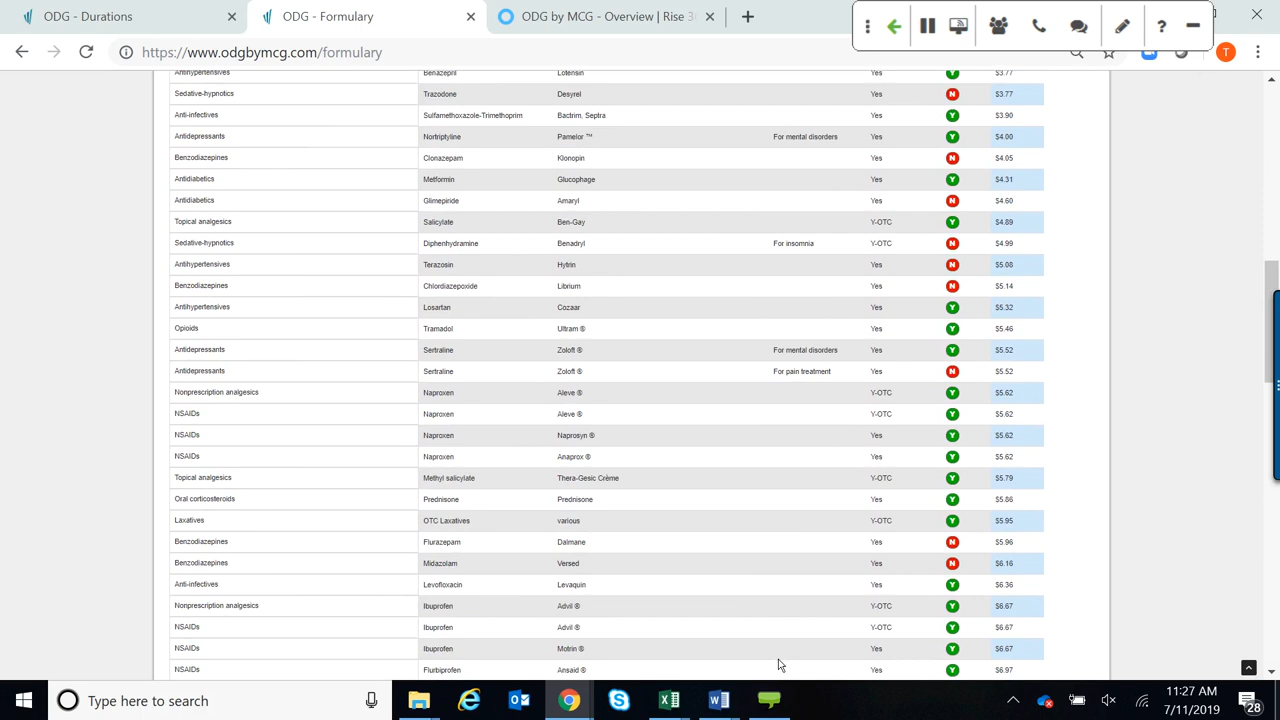 ODG - Durations
ODG - Formulary
ODG by MCG - Overview | Rise 3
https://www.odgbymcg.com/formulary
T
Antihypertensives Benazepril Lotensin Yes Y $3.77
Sedative-hypnotics Trazodone Desyrel Yes N $3.77
Anti-infectives Sulfamethoxazole-Trimethoprim Bactrim, Septra Yes Y $3.90
Antidepressants Nortriptyline Pamelor ™ For mental disorders Yes Y $4.00
Benzodiazepines Clonazepam Klonopin Yes N $4.05
Antidiabetics Metformin Glucophage Yes Y $4.31
Antidiabetics Glimepiride Amaryl Yes N $4.60
Topical analgesics Salicylate Ben-Gay Y-OTC Y $4.89
Sedative-hypnotics Diphenhydramine Benadryl For insomnia Y-OTC N $4.99
Antihypertensives Terazosin Hytrin Yes N $5.08
Benzodiazepines Chlordiazepoxide Librium Yes N $5.14
Antihypertensives Losartan Cozaar Yes Y $5.32
Opioids Tramadol Ultram ® Yes Y $5.46
Antidepressants Sertraline Zoloft ® For mental disorders Yes Y $5.52
Antidepressants Sertraline Zoloft ® For pain treatment Yes N $5.52
Nonprescription analgesics Naproxen Aleve ® Y-OTC Y $5.62
NSAIDs Naproxen Aleve ® Y-OTC Y $5.62
NSAIDs Naproxen Naprosyn ® Yes Y $5.62
NSAIDs Naproxen Anaprox ® Yes Y $5.62
Topical analgesics Methyl salicylate Thera-Gesic Crème Y-OTC Y $5.79
Oral corticosteroids Prednisone Prednisone Yes Y $5.86
Laxatives OTC Laxatives various Y-OTC Y $5.95
Benzodiazepines Flurazepam Dalmane Yes N $5.96
Benzodiazepines Midazolam Versed Yes N $6.16
Anti-infectives Levofloxacin Levaquin Yes Y $6.36
Nonprescription analgesics Ibuprofen Advil ® Y-OTC Y $6.67
NSAIDs Ibuprofen Advil ® Y-OTC Y $6.67
NSAIDs Ibuprofen Motrin ® Yes Y $6.67
NSAIDs Flurbiprofen Ansaid ® Yes Y $6.97
Type here to search
11:27 AM
7/11/2019
28